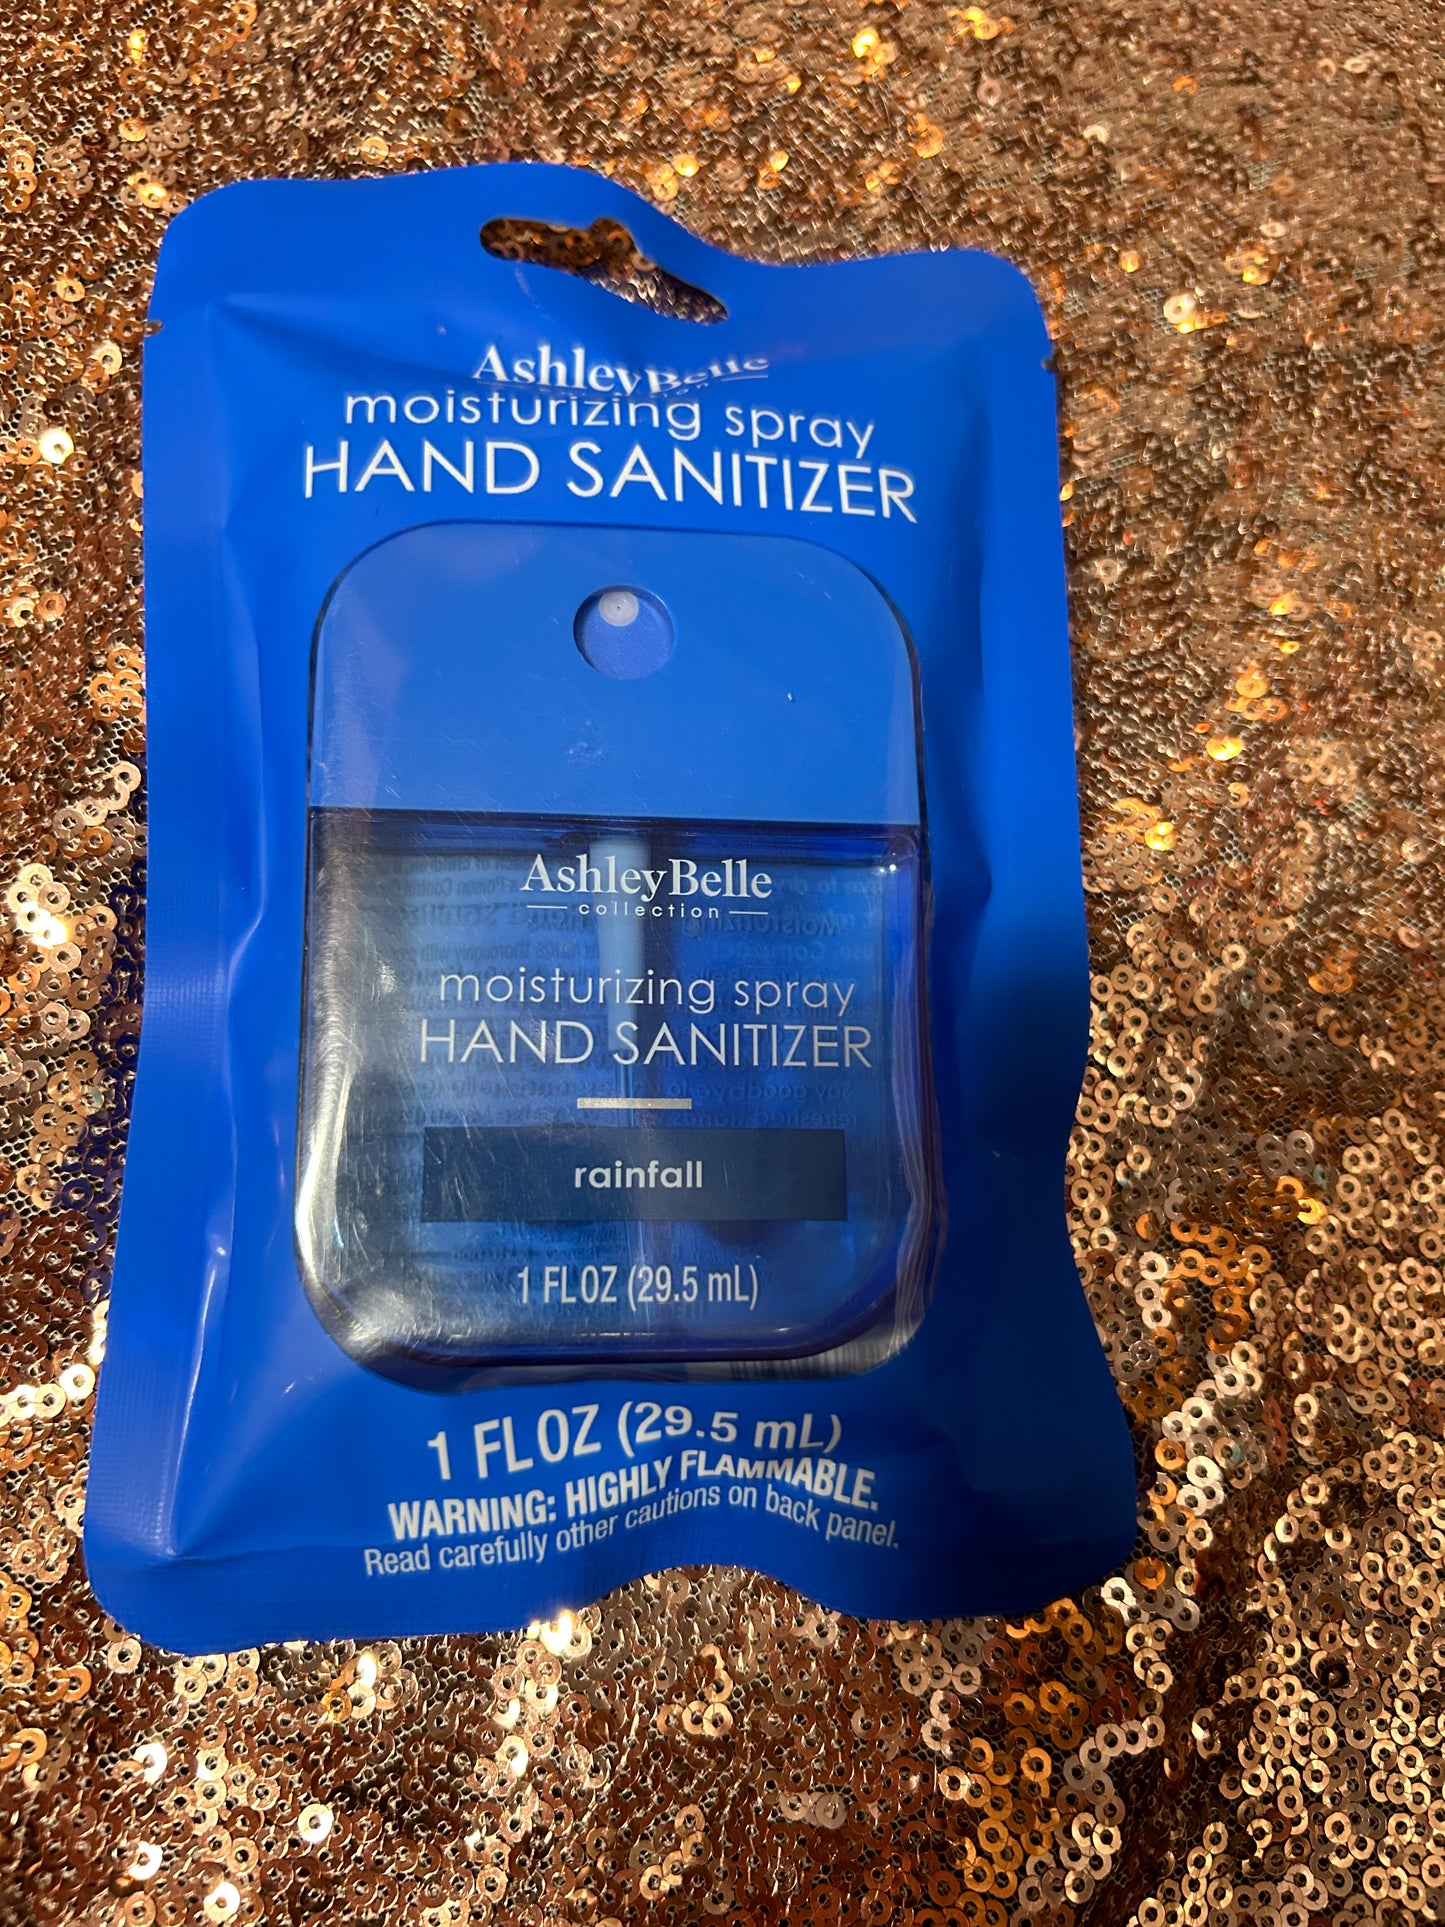 AshleyBelle
moisturizing spray
HAND SANITIZER
AshleyBelle
collection
moisturizing spray
HAND SANITIZER
rainfall
1 FL OZ (29.5 mL)
1 FL OZ (29.5 mL)
WARNING: HIGHLY FLAMMABLE.
Read carefully other cautions on back panel.